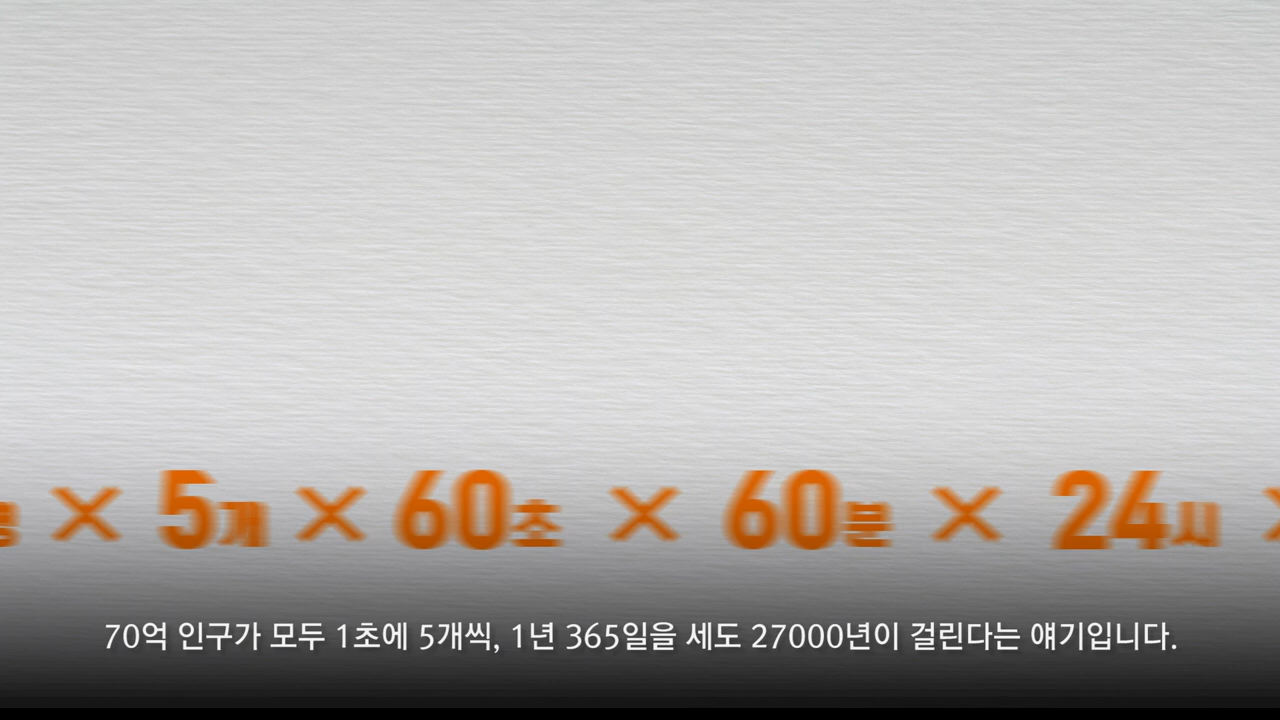 × 5개 × 60초 × 60분 × 24시
70억 인구가 모두 1초에 5개씩, 1년 365일을 세도 27000년이 걸린다는 얘기입니다.